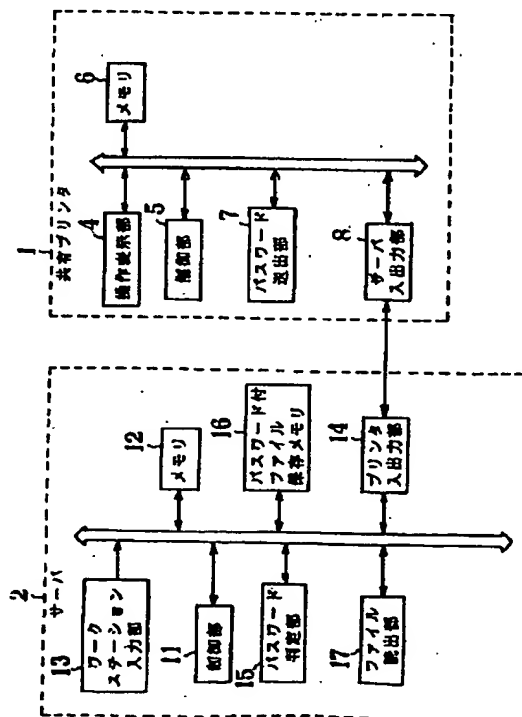 1
共有プリンタ
4
操作表示部
6
メモリ
5
制御部
7
パスワード
送出部
8
サーバ
入出力部
2
サーバ
13
ワーク
ステーション
入力部
12
メモリ
11
制御部
16
パスワード付
ファイル
保存メモリ
15
パスワード
判定部
14
プリンタ
入出力部
17
ファイル
読出部